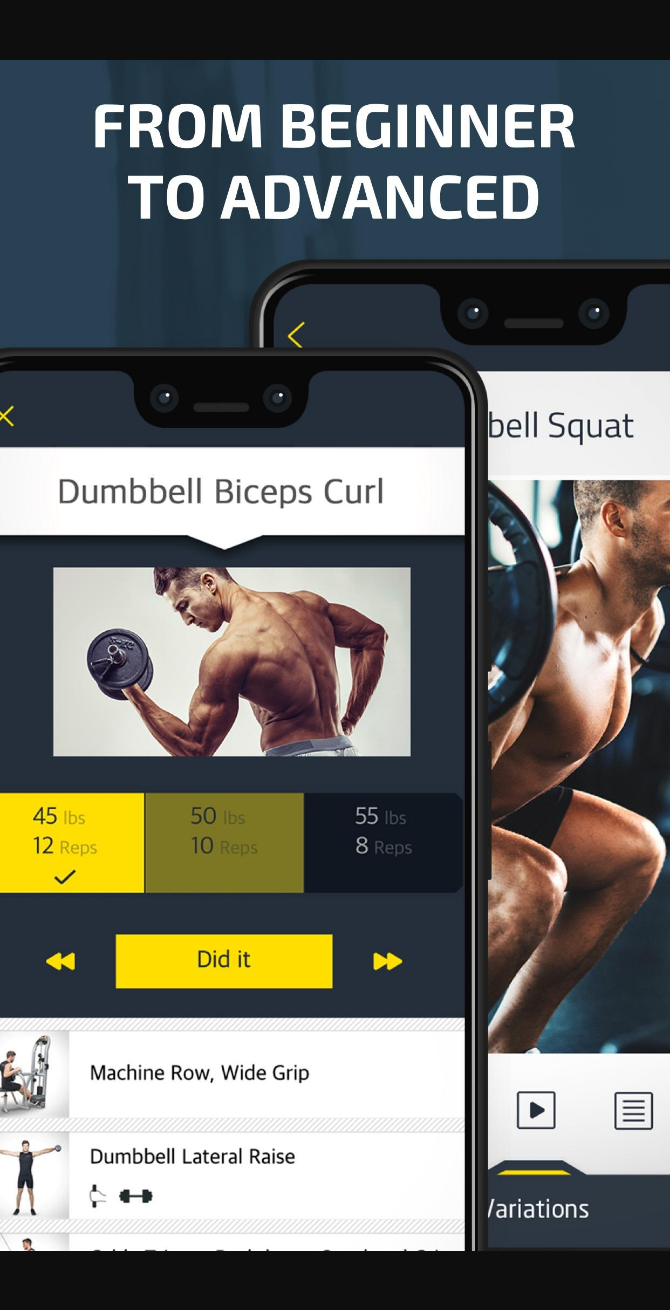 FROM BEGINNER
TO ADVANCED
bell Squat
Dumbbell Biceps Curl
45 lbs
12 Reps
50 lbs
10 Reps
55 lbs
8 Reps
Did it
Machine Row, Wide Grip
Dumbbell Lateral Raise
Variations